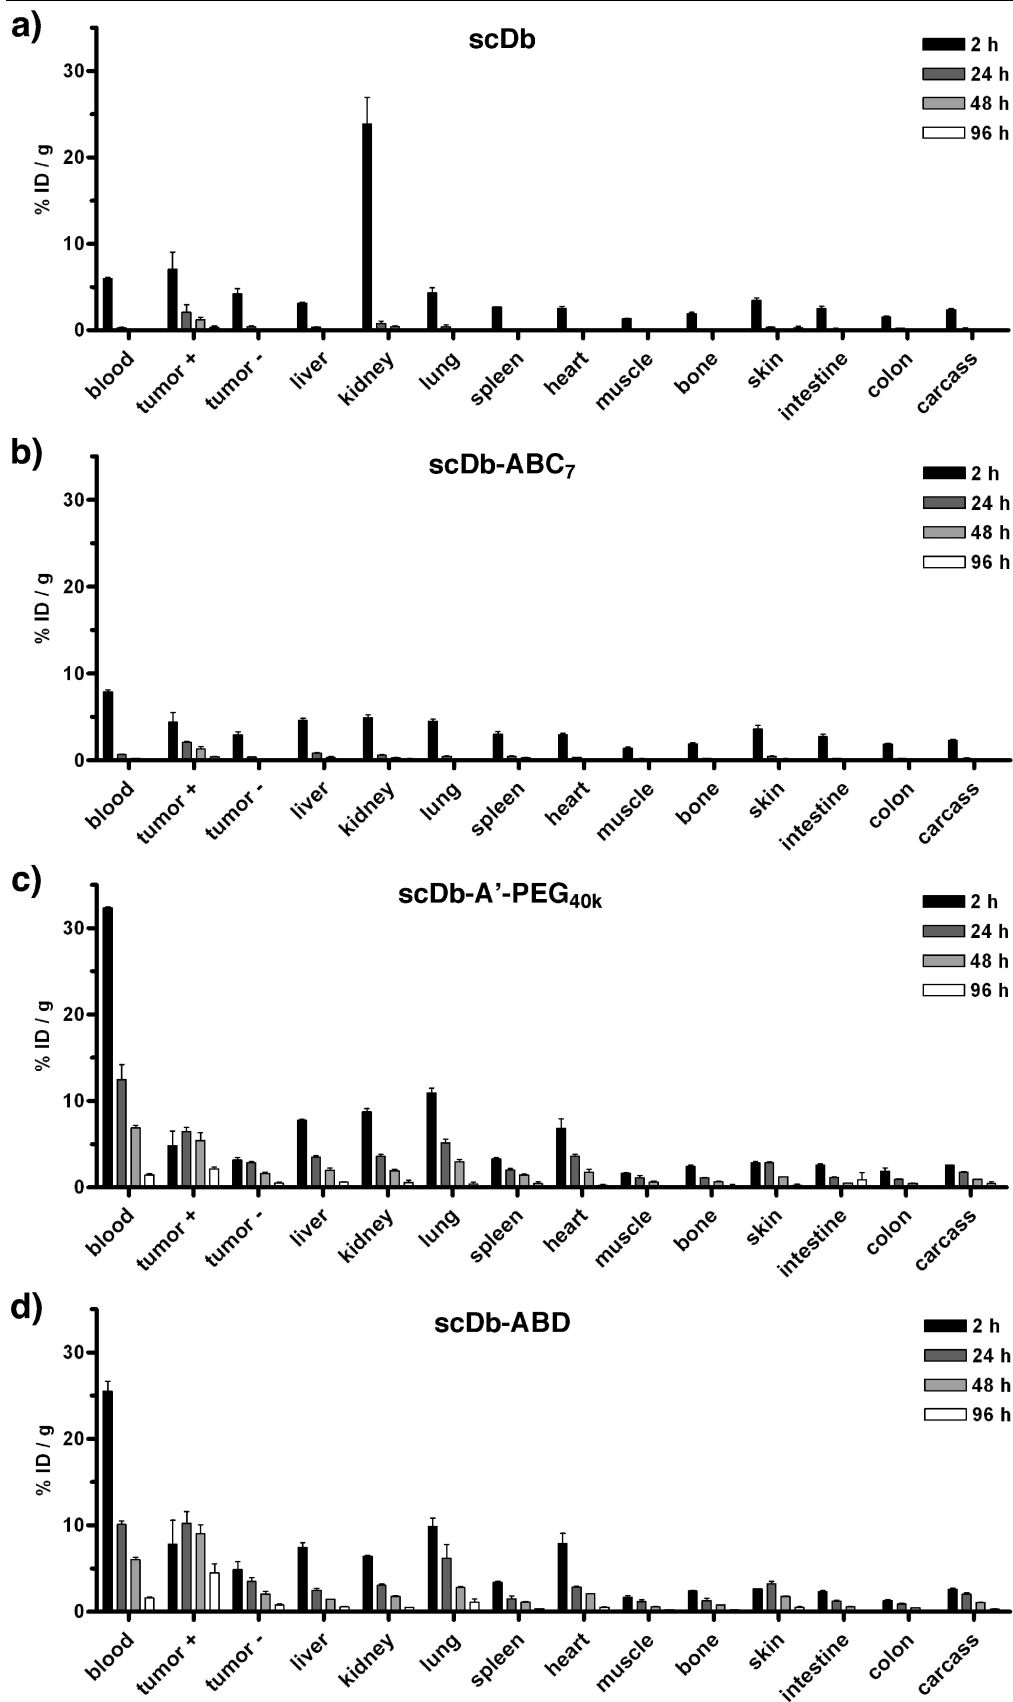 a)
scDb
2 h
24 h
48 h
96 h
% ID / g
30
20
10
0
blood
tumor +
tumor -
liver
kidney
lung
spleen
heart
muscle
bone
skin
intestine
colon
carcass
b)
scDb-ABC7
2 h
24 h
48 h
96 h
% ID / g
30
20
10
0
blood
tumor +
tumor -
liver
kidney
lung
spleen
heart
muscle
bone
skin
intestine
colon
carcass
c)
scDb-A’-PEG40k
2 h
24 h
48 h
96 h
% ID / g
30
20
10
0
blood
tumor +
tumor -
liver
kidney
lung
spleen
heart
muscle
bone
skin
intestine
colon
carcass
d)
scDb-ABD
2 h
24 h
48 h
96 h
% ID / g
30
20
10
0
blood
tumor +
tumor -
liver
kidney
lung
spleen
heart
muscle
bone
skin
intestine
colon
carcass